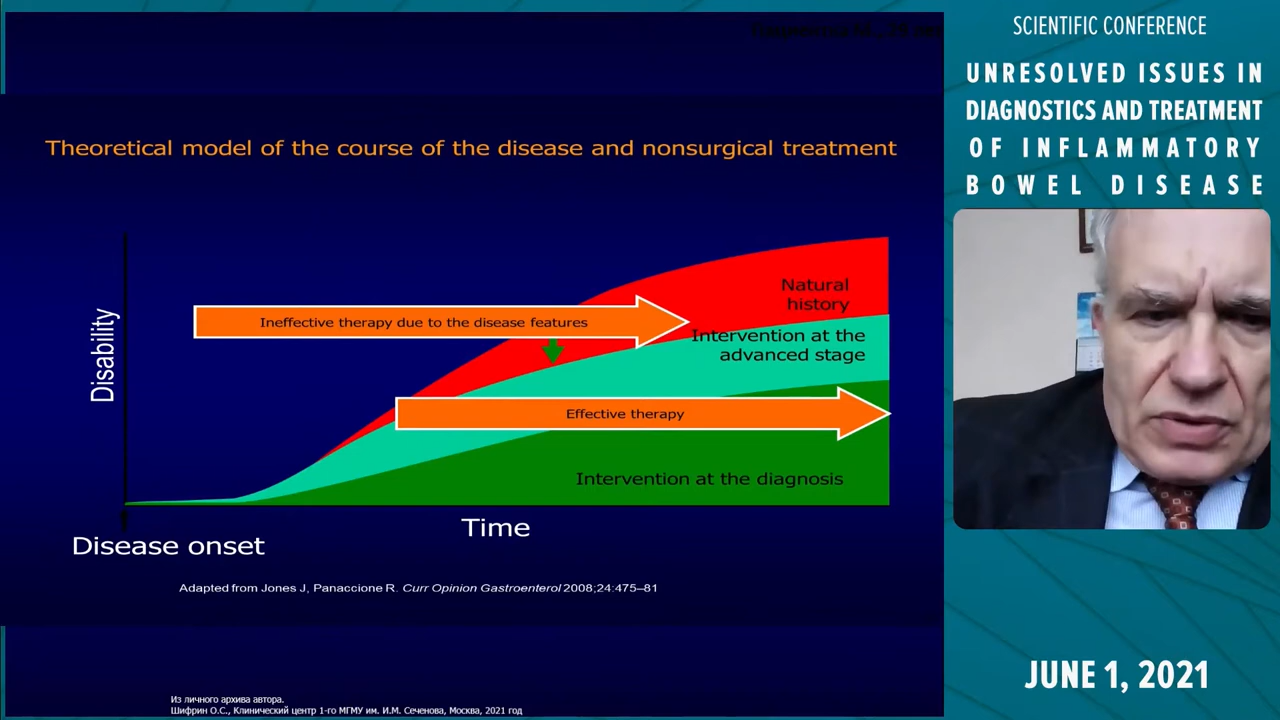 Theoretical model of the course of the disease and nonsurgical treatment
Disability
Natural
history
Ineffective therapy due to the disease features
Intervention at the
advanced stage
Effective therapy
Intervention at the diagnosis
Time
Disease onset
Adapted from Jones J, Panaccione R. Curr Opinion Gastroenterol 2008;24:475–81
Из личного архива автора.
Шифрин О.С., Клинический центр 1-го МГМУ им. И.М. Сеченова, Москва, 2021 год
SCIENTIFIC CONFERENCE
UNRESOLVED ISSUES IN
DIAGNOSTICS AND TREATMENT
OF INFLAMMATORY
BOWEL DISEASE
JUNE 1, 2021